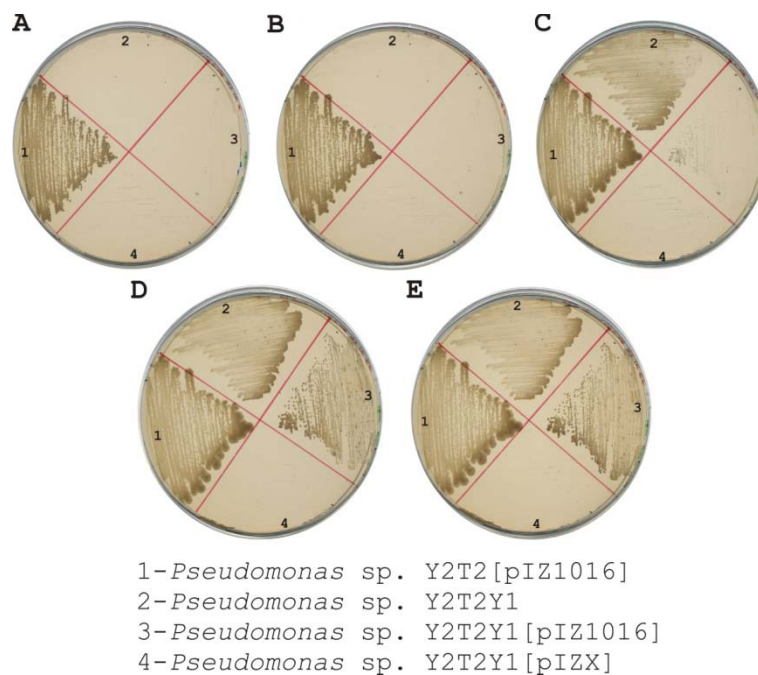 A
2
1
3
4
B
2
1
3
4
C
2
1
3
4
D
2
1
3
4
E
2
1
3
4
1-Pseudomonas sp. Y2T2[pIZ1016]
2-Pseudomonas sp. Y2T2Y1
3-Pseudomonas sp. Y2T2Y1[pIZ1016]
4-Pseudomonas sp. Y2T2Y1[pIZX]